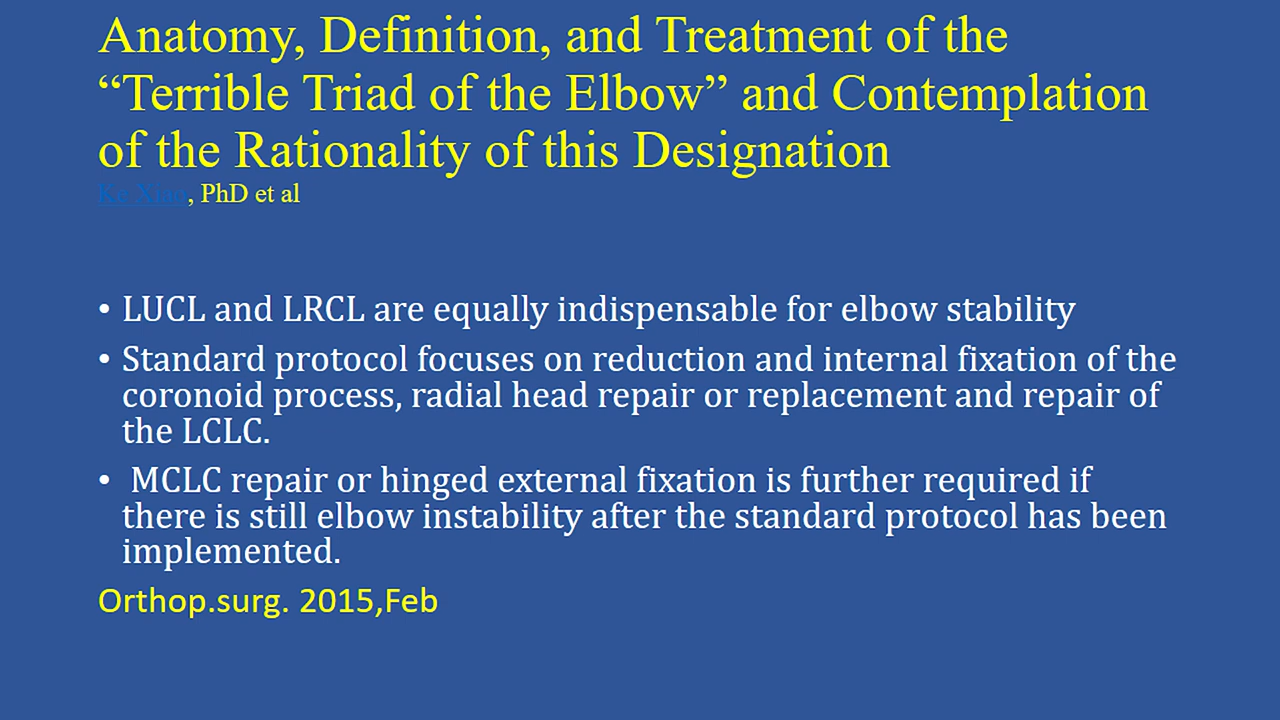 Anatomy, Definition, and Treatment of the
“Terrible Triad of the Elbow” and Contemplation
of the Rationality of this Designation
Ke Xiao, PhD et al
• LUCL and LRCL are equally indispensable for elbow stability
• Standard protocol focuses on reduction and internal fixation of the
coronoid process, radial head repair or replacement and repair of
the LCLC.
• MCLC repair or hinged external fixation is further required if
there is still elbow instability after the standard protocol has been
implemented.
Orthop.surg. 2015,Feb